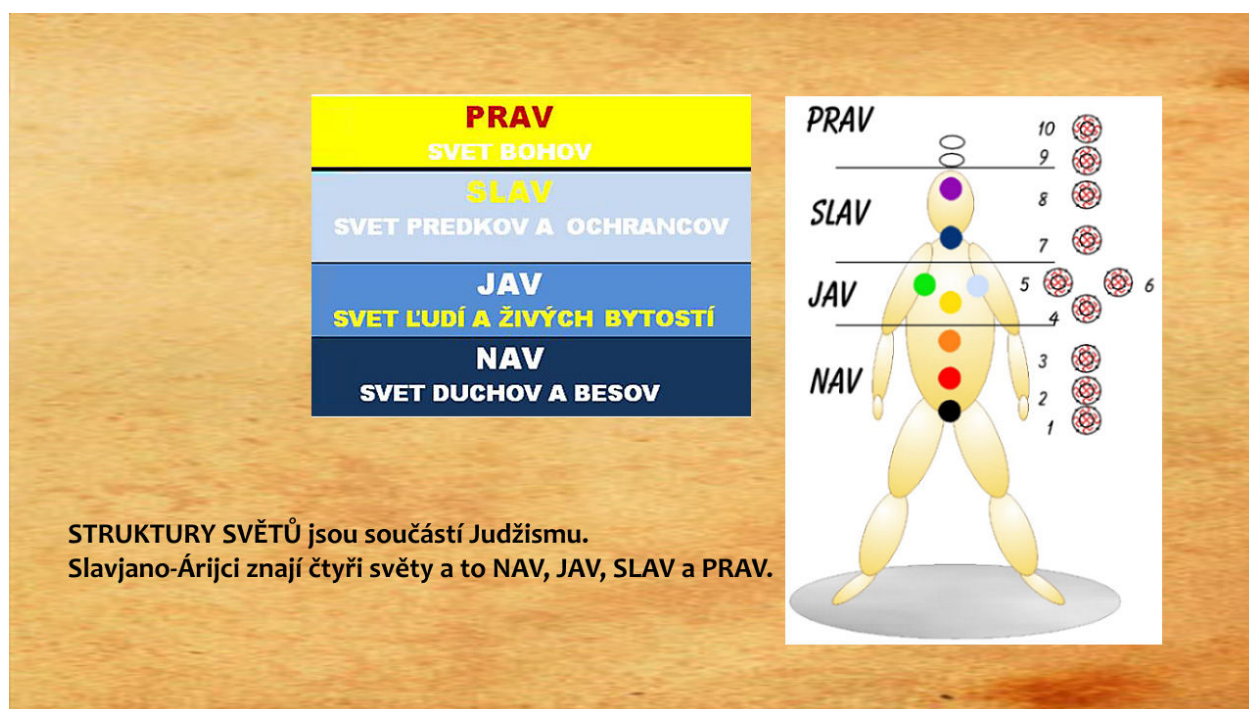 PRAV
SVET BOHOV
SLAV
SVET PREDKOV A OCHRANCOV
JAV
SVET ĽUDÍ A ŽIVÝCH BYTOSTÍ
NAV
SVET DUCHOV A BESOV
PRAV
10
9
SLAV
8
7
JAV
5
6
4
NAV
3
2
1
STRUKTURY SVĚTŮ jsou součástí Judžismu.
Slavjano-Árijci znají čtyři světy a to NAV, JAV, SLAV a PRAV.